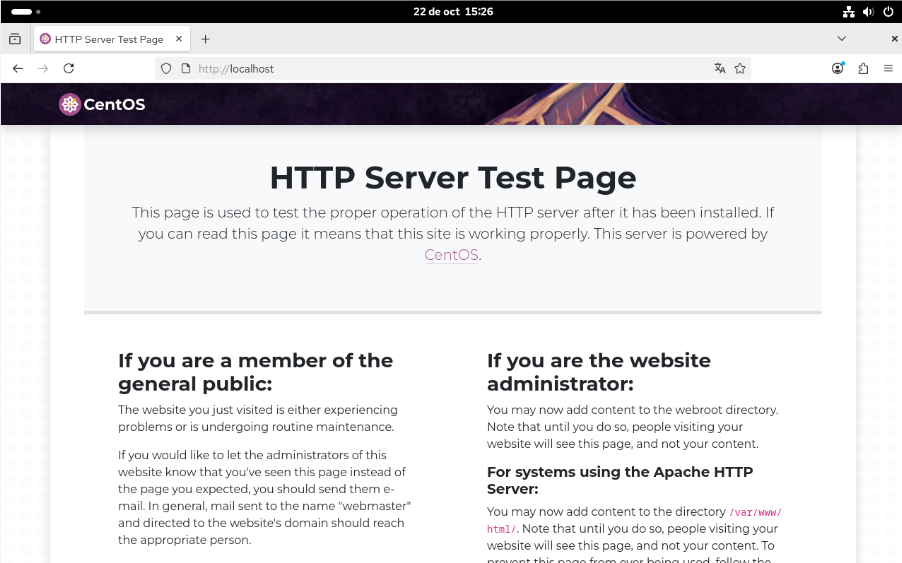 22 de oct 15:26
HTTP Server Test Page
http://localhost
CentOS
HTTP Server Test Page
This page is used to test the proper operation of the HTTP server after it has been installed. If
you can read this page it means that this site is working properly. This server is powered by
CentOS.
If you are a member of the
general public:
The website you just visited is either experiencing
problems or is undergoing routine maintenance.
If you would like to let the administrators of this
website know that you've seen this page instead of
the page you expected, you should send them e-
mail. In general, mail sent to the name "webmaster"
and directed to the website's domain should reach
the appropriate person.
If you are the website
administrator:
You may now add content to the webroot directory.
Note that until you do so, people visiting your
website will see this page, and not your content.
For systems using the Apache HTTP
Server:
You may now add content to the directory /var/www/
html/. Note that until you do so, people visiting your
website will see this page, and not your content. To
prevent this page from ever being used, follow the